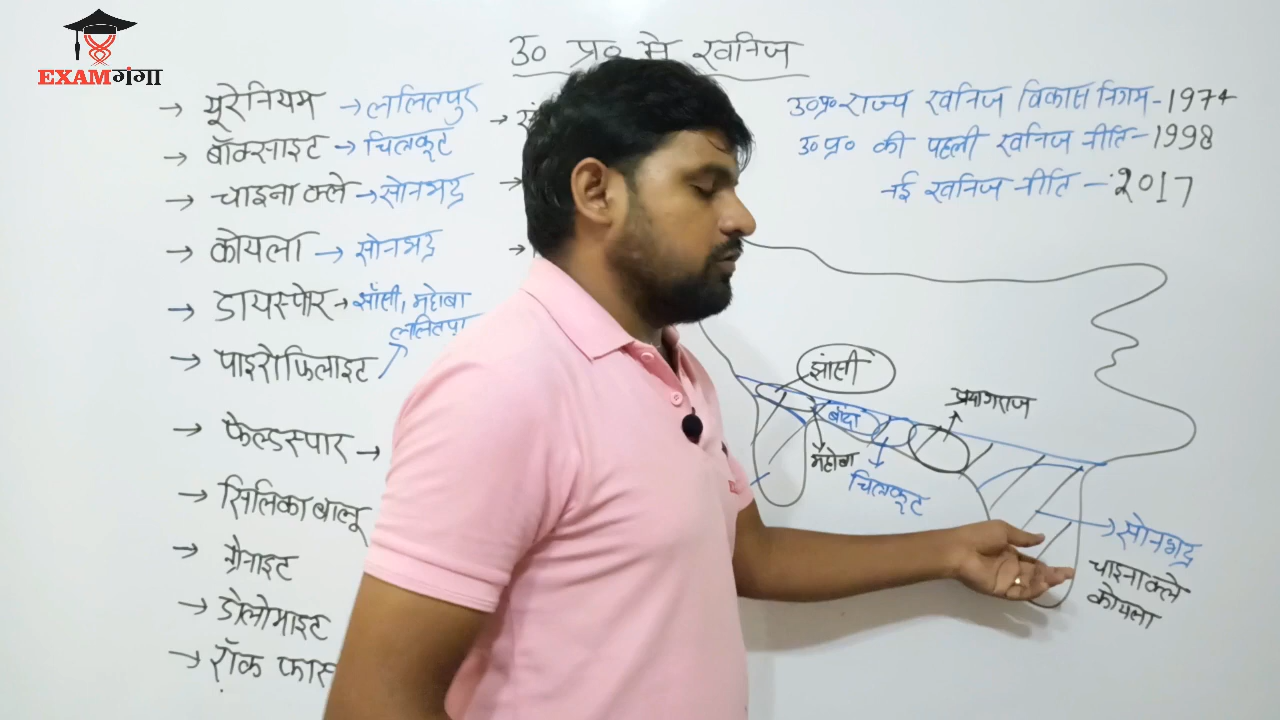 EXAMगंगा
उ० प्र० मे खनिज
→ यूरेनियम → ललितपुर
→ बॉक्साइट → चित्रकूट
→ चाइना क्ले → सोनभद्र
→ कोयला → सोनभद्र
→ डायस्पोर → झाँसी, महोबा
ललितपुर
→ पाइरोफिलाइट
→ फेल्डस्पार →
→ सिलिका बालू
→ ग्रेनाइट
→ डोलोमाइट
→ रॉक फास
उ०प्र० राज्य खनिज विकास निगम - 1974
उ० प्र० की पहली खनिज नीति - 1998
नई खनिज नीति - 2017
झांसी
बाँदा
महोबा
चित्रकूट
प्रयागराज
सोनभद्र
चाइना क्ले
कोयला